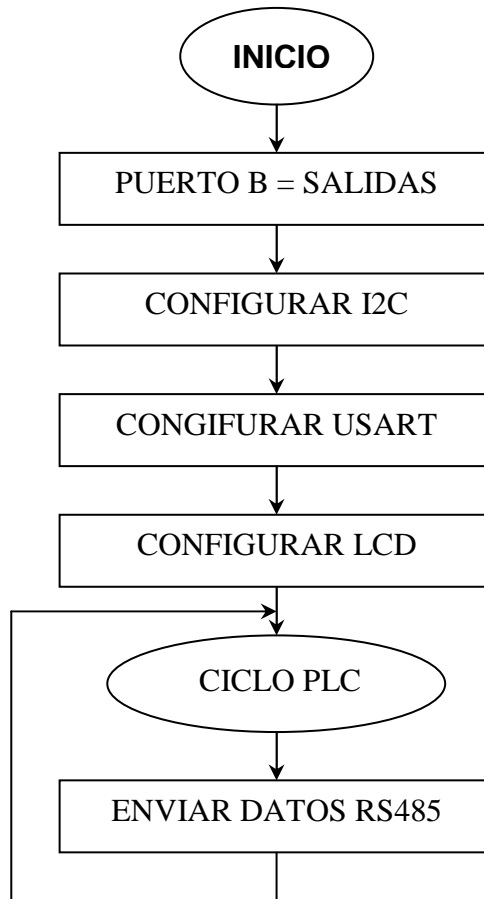 INICIO
PUERTO B = SALIDAS
CONFIGURAR I2C
CONGIFURAR USART
CONFIGURAR LCD
CICLO PLC
ENVIAR DATOS RS485